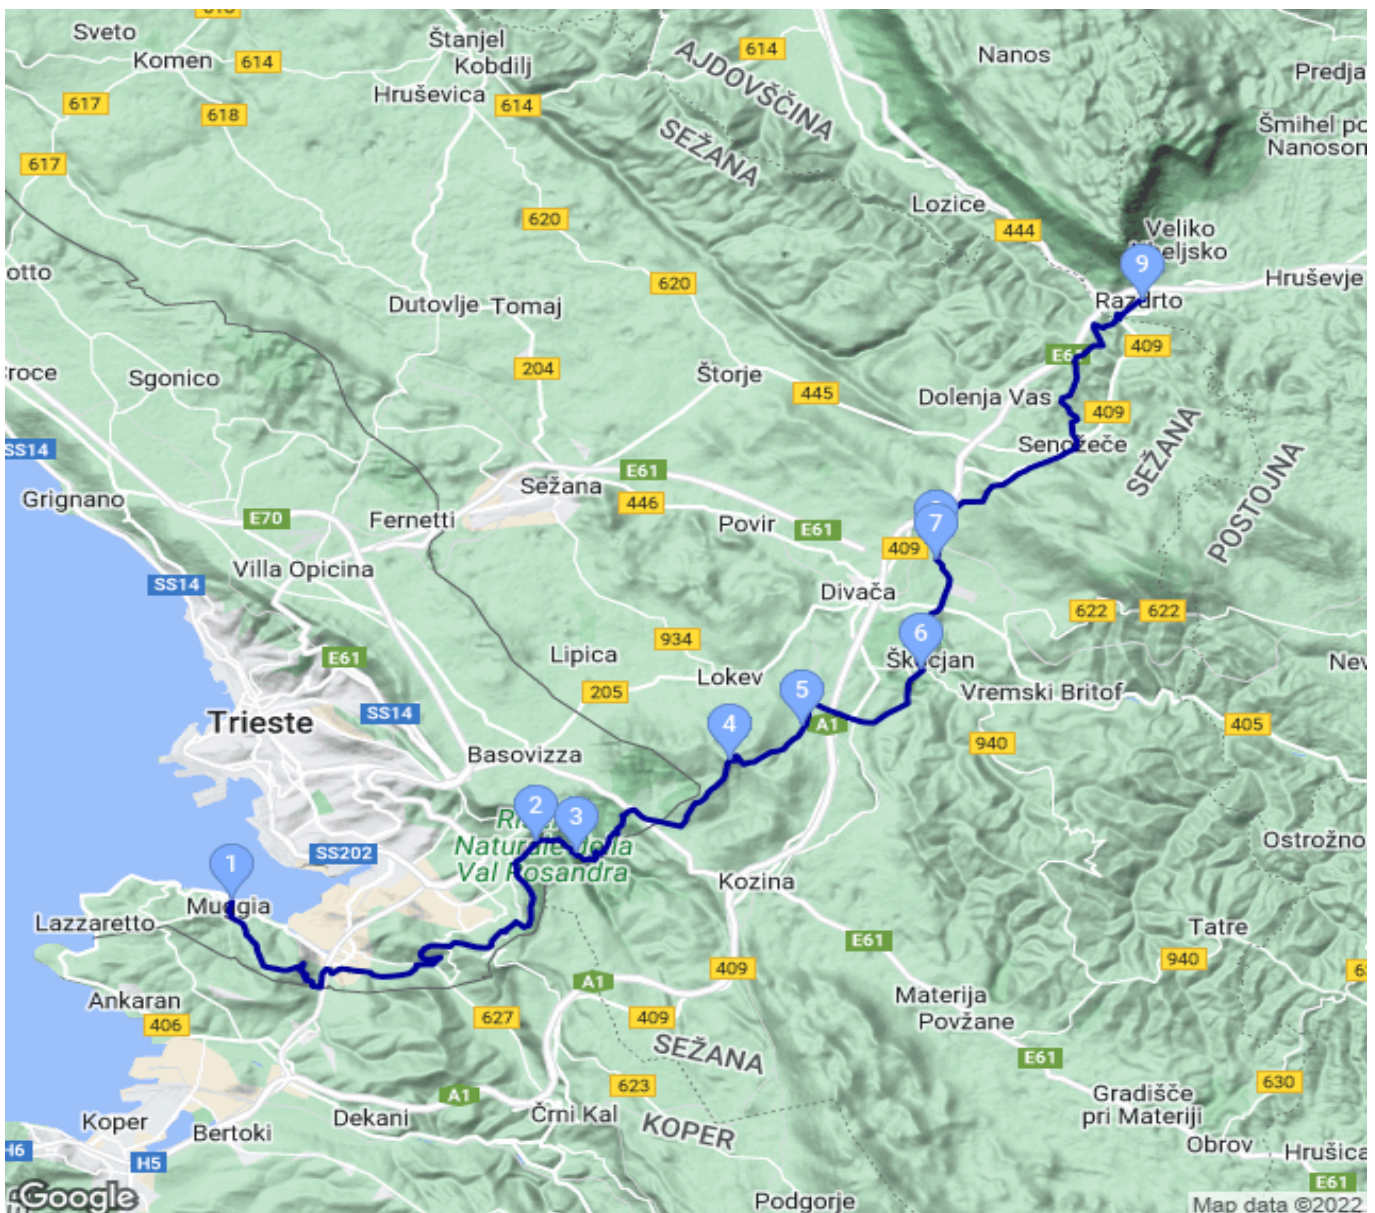 613
Sveto
Štanjel
Kobdilj
Komen
614
614
AJDOVŠČINA
Nanos
Predja
Hruševica
617
618
614
SEŽANA
Šmihel po
Nanoson
617
Lozice
620
444
Veliko
otto
620
9
Hruševje
Dutovlje
Tomaj
Razdrto
204
409
Croce
Sgonico
Štorje
445
Dolenja Vas
409
SS14
Senožeče
SEŽANA
E61
Sežana
Grignano
446
POSTOJNA
E70
Fernetti
Povir
E61
7
409
Villa Opicina
SS14
Divača
622
622
934
6
E61
Lipica
Škocjan
Nev
Lokev
205
5
Vremski Britof
SS14
A1
405
Trieste
4
940
Basovizza
2
3
Naturale della
Val Rosandra
SS202
Ostrožno
1
Kozina
Muggia
Lazzaretto
Tatre
E61
940
409
A1
Ankaran
Materija
406
627
409
Povžane
SEŽANA
E61
623
630
A1
Gradišče
pri Materiji
Koper
Dekani
Črni Kal
KOPER
Bertoki
Obrov
Hrušica
H6
H5
E61
Google
Podgorje
Map data ©2022